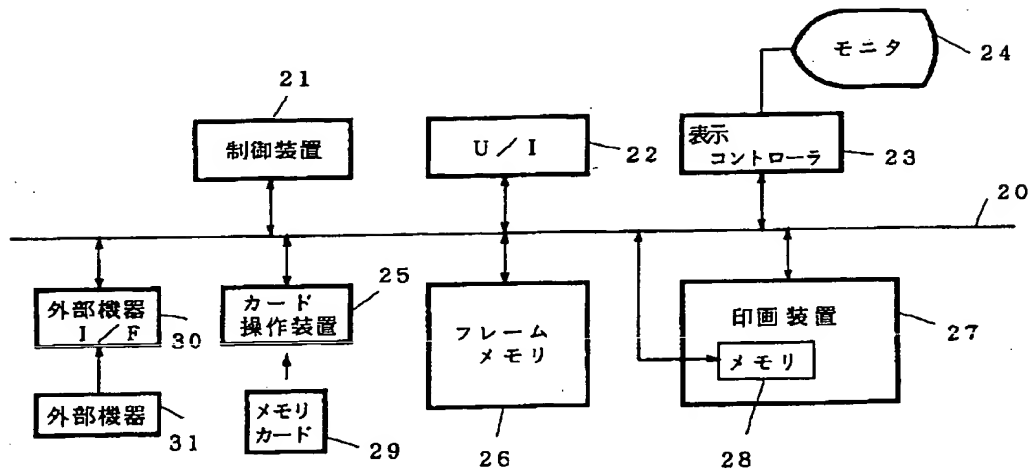 モニタ
24
21
制御装置
U/I
22
表示
コントローラ
23
20
外部機器
I/F
30
カード
操作装置
25
フレーム
メモリ
印画装置
メモリ
27
外部機器
31
メモリ
カード
29
26
28